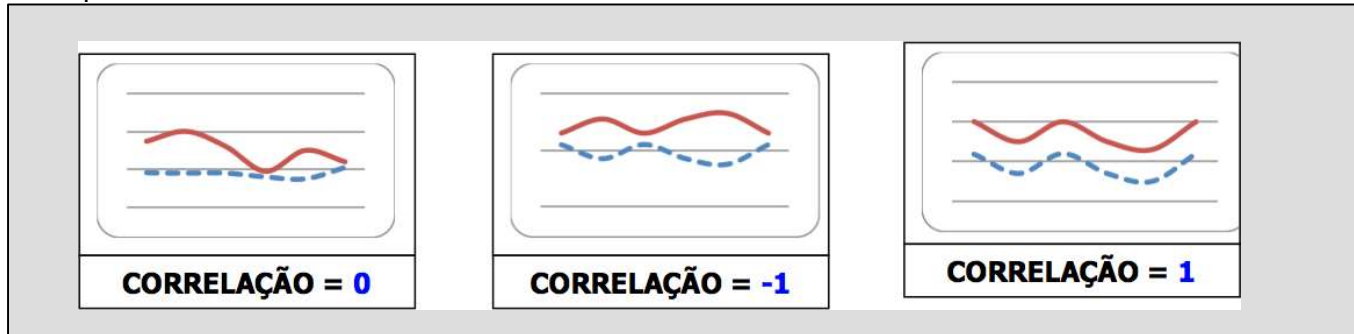 CORRELAÇÃO = 0
CORRELAÇÃO = -1
CORRELAÇÃO = 1